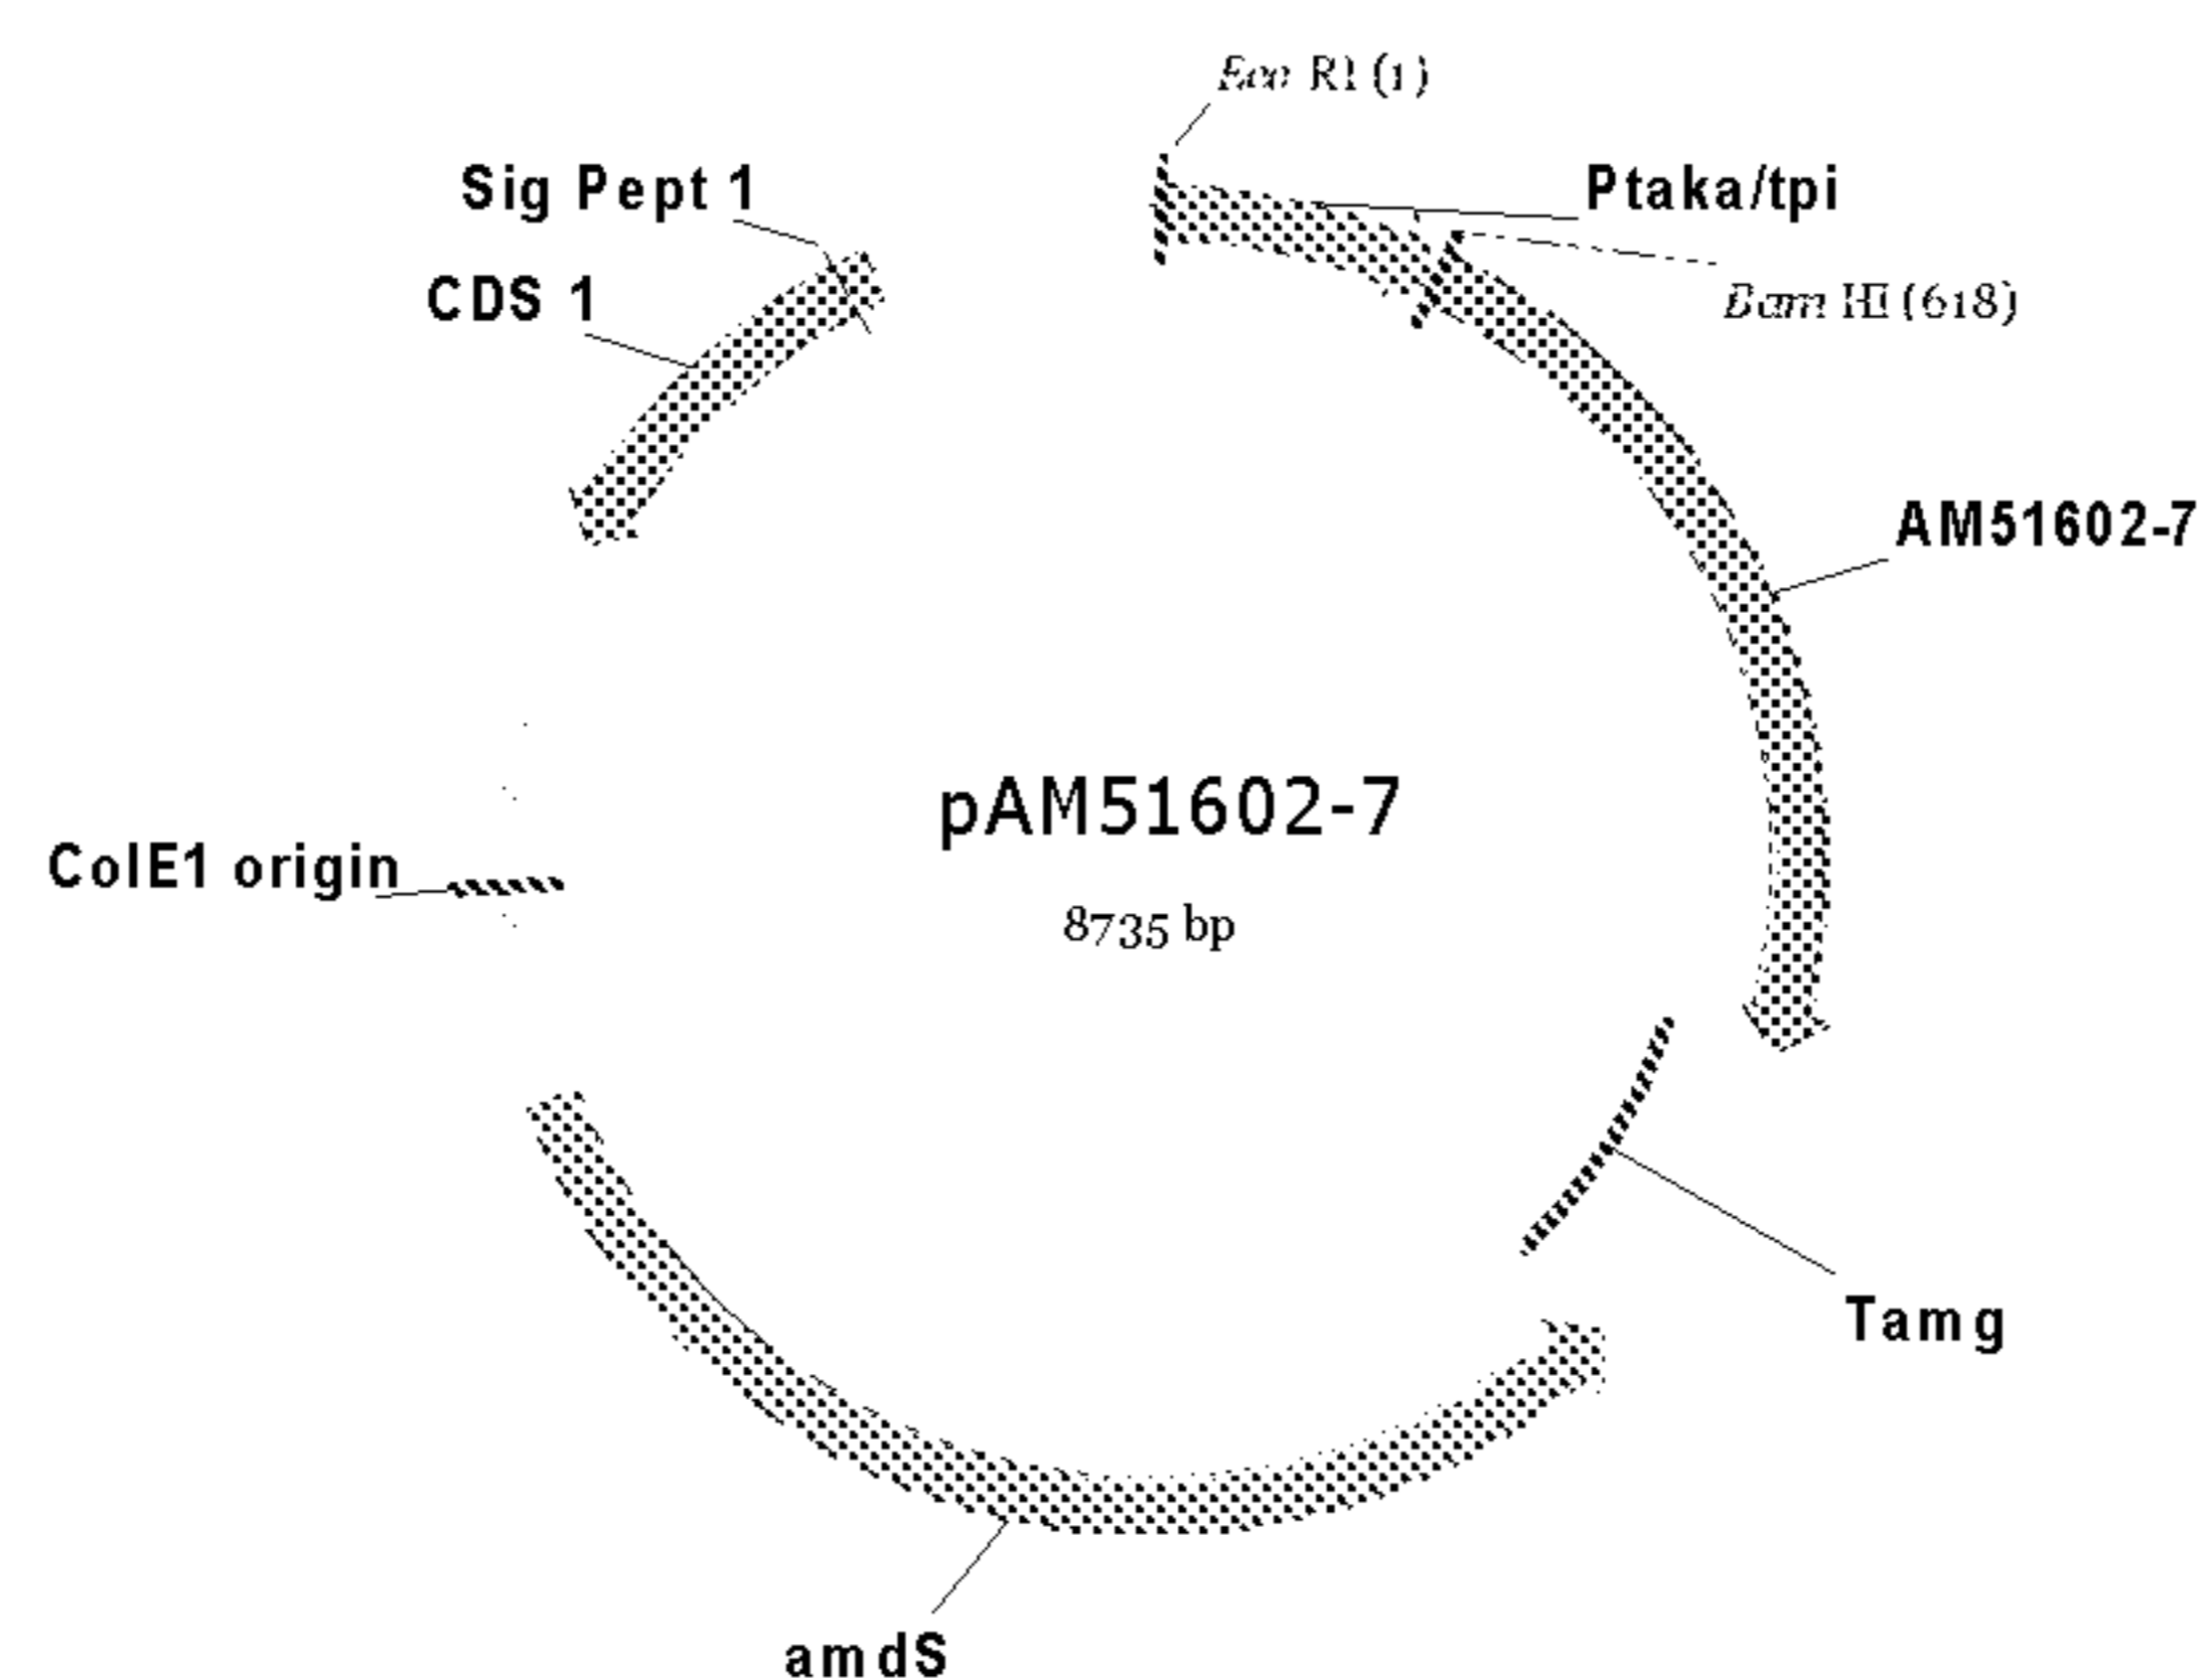 Eco RI (1)
Sig Pept 1
Ptaka/tpi
CDS 1
Bam HI (618)
AM51602-7
pAM51602-7
ColE1 origin
8735 bp
Tamg
amdS